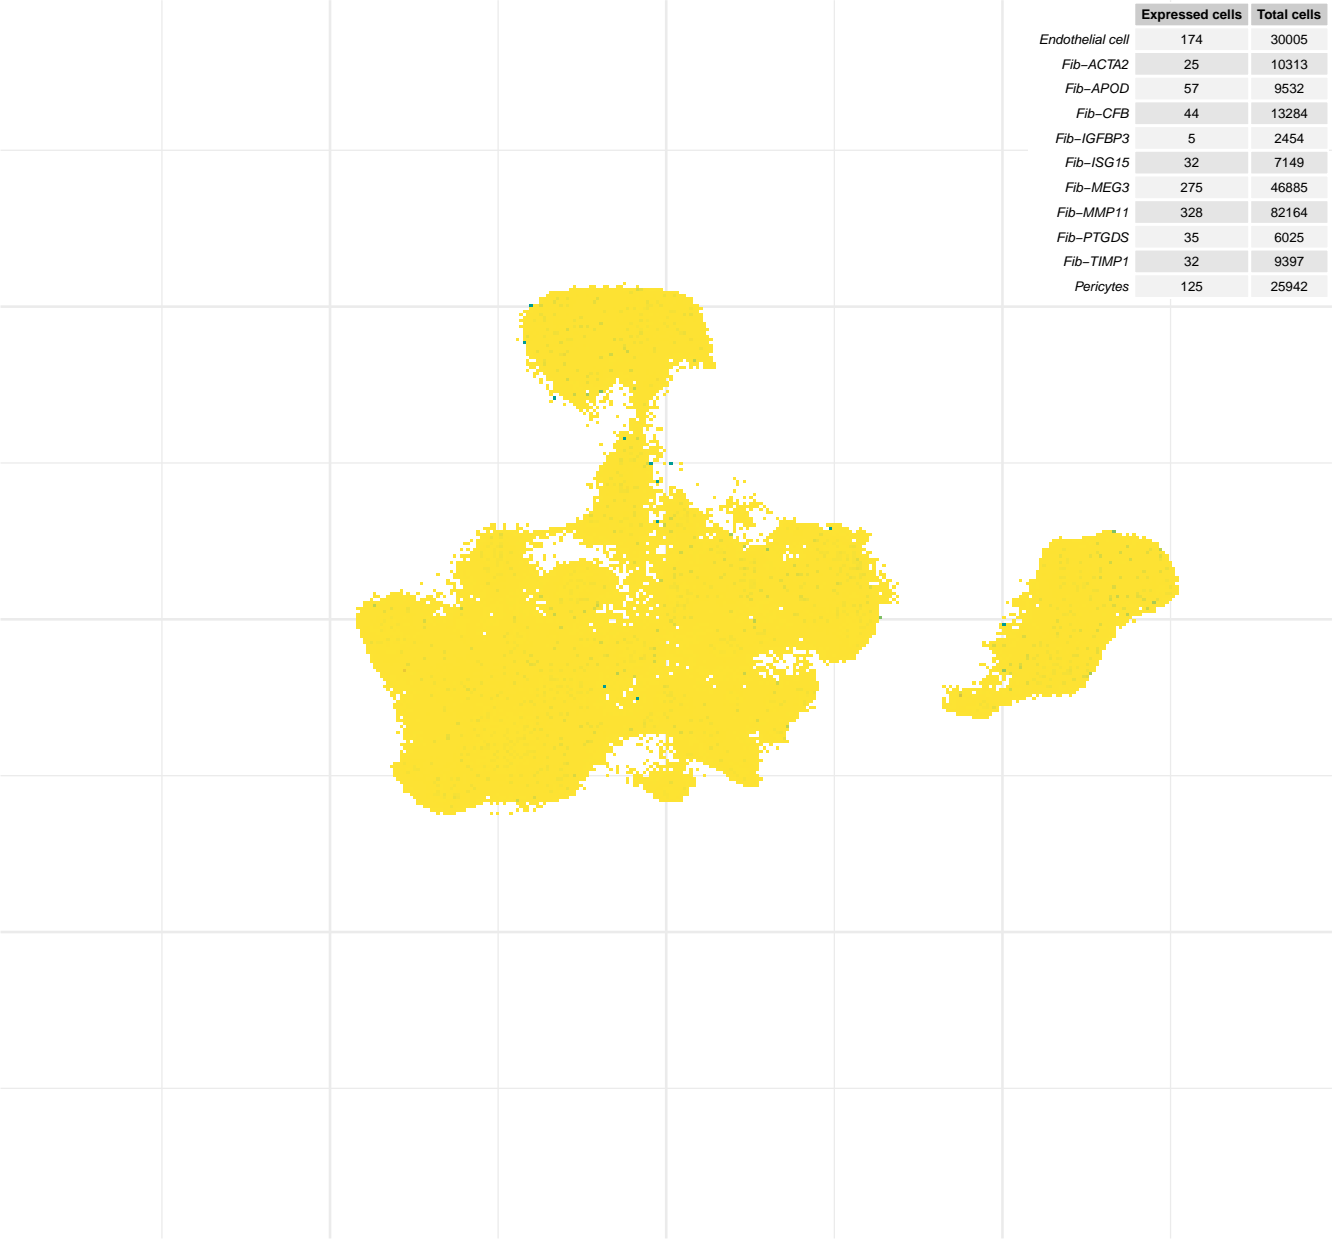 Expressed cells Total cells
Endothelial cell 174 30005
Fib−ACTA2 25 10313
Fib−APOD 57 9532
Fib−CFB 44 13284
Fib−IGFBP3 5 2454
Fib−ISG15 32 7149
Fib−MEG3 275 46885
Fib−MMP11 328 82164
Fib−PTGDS 35 6025
Fib−TIMP1 32 9397
Pericytes 125 25942